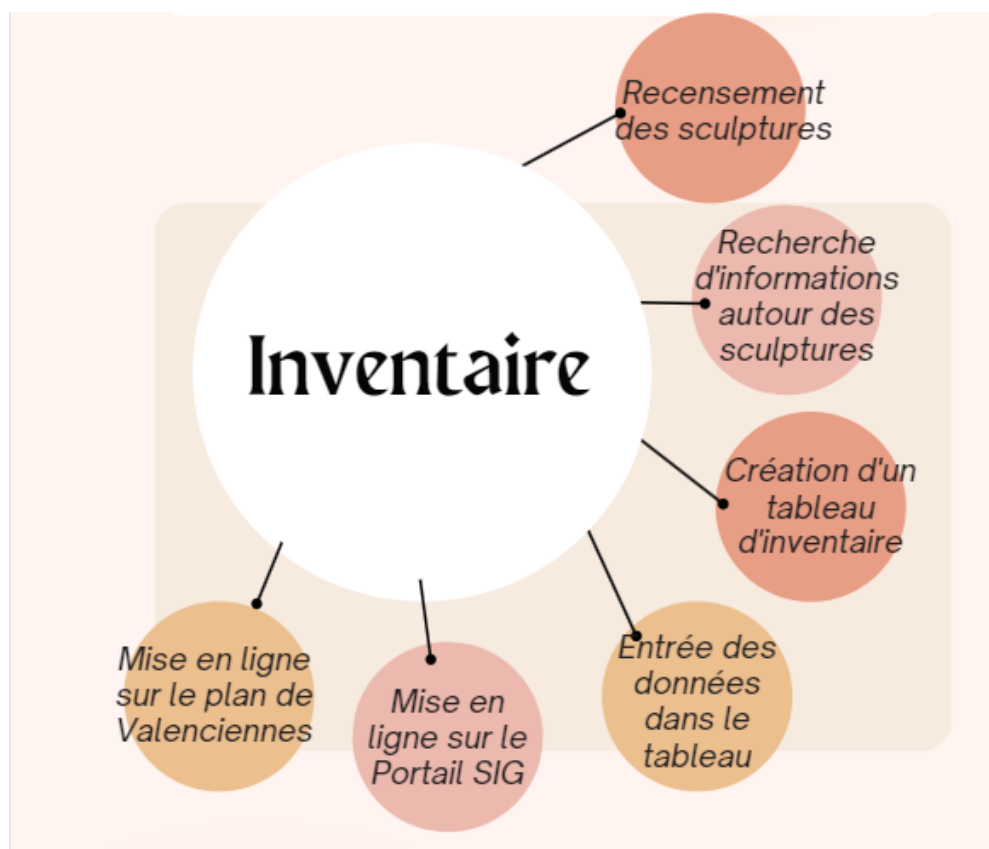 Recensement
des sculptures
Recherche
d'informations
autour des
sculptures
Inventaire
Création d'un
tableau
d'inventaire
Entrée des
données
dans le
tableau
Mise en
ligne sur le
Portail SIG
Mise en ligne
sur le plan de
Valenciennes